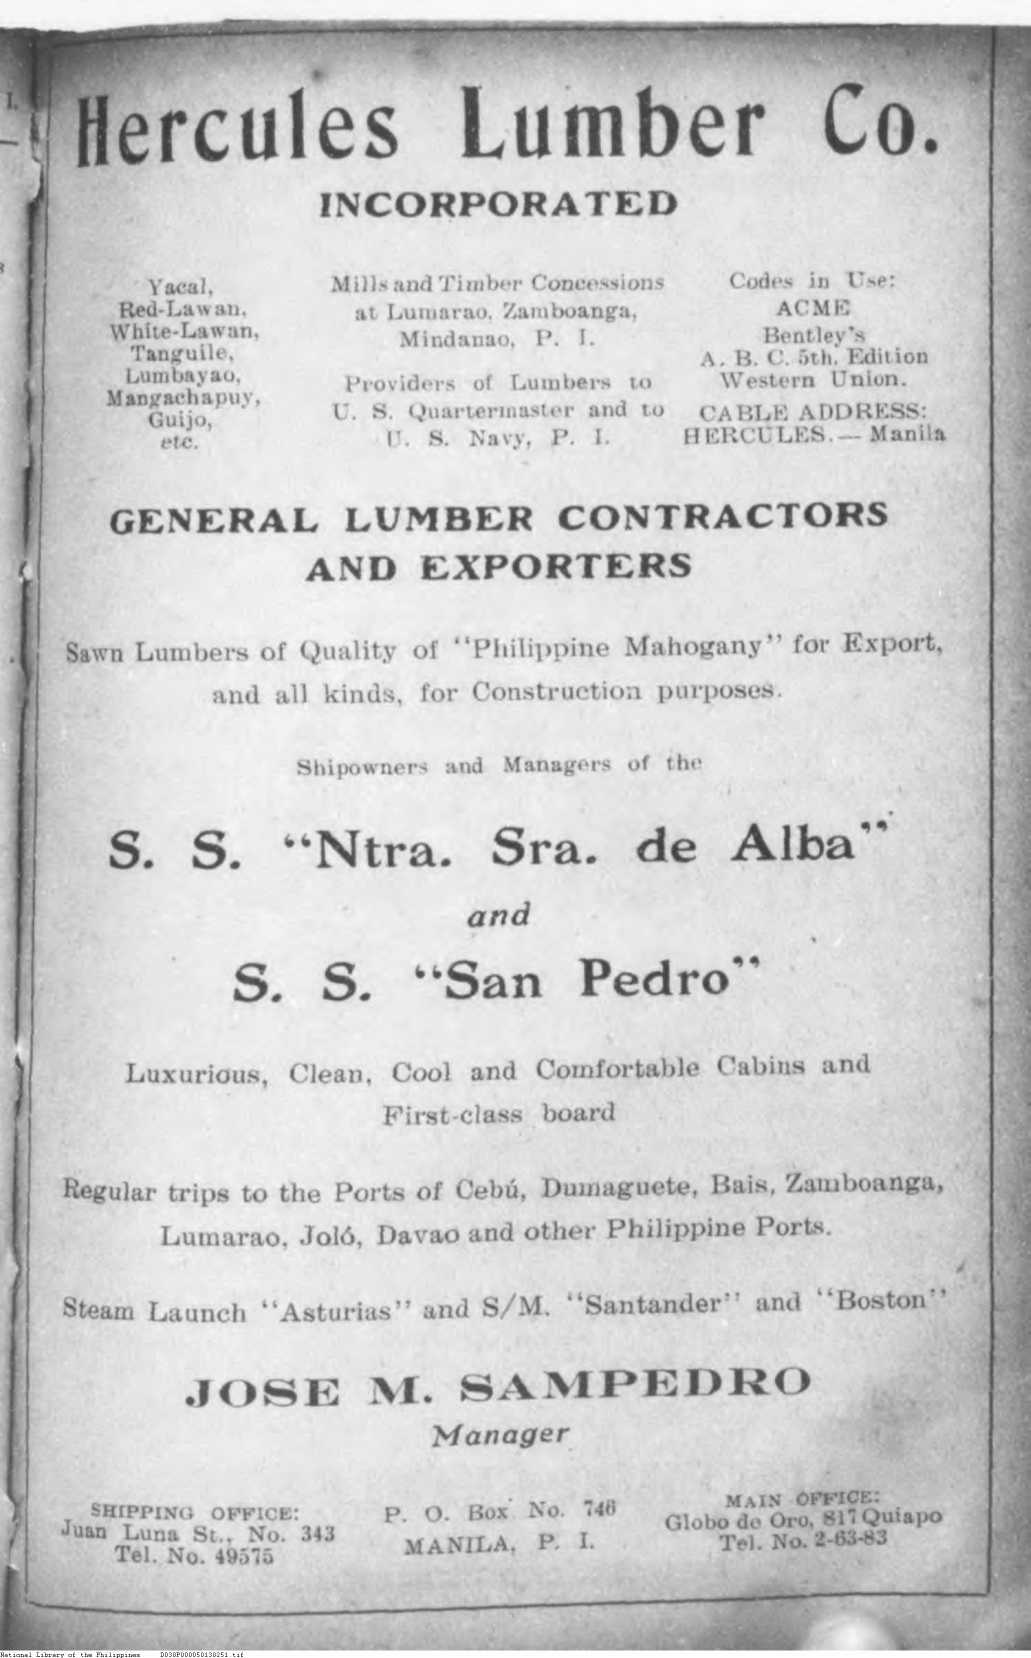 Hercules Lumber Co.
INCORPORATED
Yacal,
Red-Lawan,
White-Lawan,
Tanguile,
Lumbayao,
Mangachapuy,
Guijo,
etc.
Mills and Timber Concessions
at Lumarao, Zamboanga,
Mindanao, P. I.
Providers of Lumbers to
U. S. Quartermaster and to
U. S. Navy, P. I.
Codes in Use:
ACME
Bentley's
A. B. C. 5th. Edition
Western Union.
CABLE ADDRESS:
HERCULES.— Manila
GENERAL LUMBER CONTRACTORS
AND EXPORTERS
Sawn Lumbers of Quality of "Philippine Mahogany" for Export,
and all kinds, for Construction purposes.
Shipowners and Managers of the
S. S. "Ntra. Sra. de Alba"
and
S. S. "San Pedro"
Luxurious, Clean, Cool and Comfortable Cabins and
First-class board
Regular trips to the Ports of Cebú, Dumaguete, Bais, Zamboanga,
Lumarao, Joló, Davao and other Philippine Ports.
Steam Launch "Asturias" and S/M. "Santander" and "Boston"
JOSE M. SAMPEDRO
Manager
SHIPPING OFFICE:
Juan Luna St., No. 343
Tel. No. 49575
P. O. Box No. 746
MANILA, P. I.
MAIN OFFICE:
Globo de Oro, 817 Quiapo
Tel. No. 2-63-83
National Library of the Philippines D038P000050138251.tif